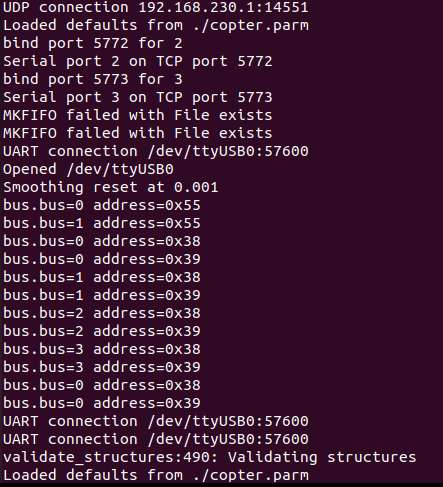 UDP connection 192.168.230.1:14551
Loaded defaults from ./copter.parm
bind port 5772 for 2
Serial port 2 on TCP port 5772
bind port 5773 for 3
Serial port 3 on TCP port 5773
MKFIFO failed with File exists
MKFIFO failed with File exists
UART connection /dev/ttyUSB0:57600
Opened /dev/ttyUSB0
Smoothing reset at 0.001
bus.bus=0 address=0x55
bus.bus=1 address=0x55
bus.bus=0 address=0x38
bus.bus=0 address=0x39
bus.bus=1 address=0x38
bus.bus=1 address=0x39
bus.bus=2 address=0x38
bus.bus=2 address=0x39
bus.bus=3 address=0x38
bus.bus=3 address=0x39
bus.bus=0 address=0x38
bus.bus=0 address=0x39
UART connection /dev/ttyUSB0:57600
UART connection /dev/ttyUSB0:57600
validate_structures:490: Validating structures
Loaded defaults from ./copter.parm